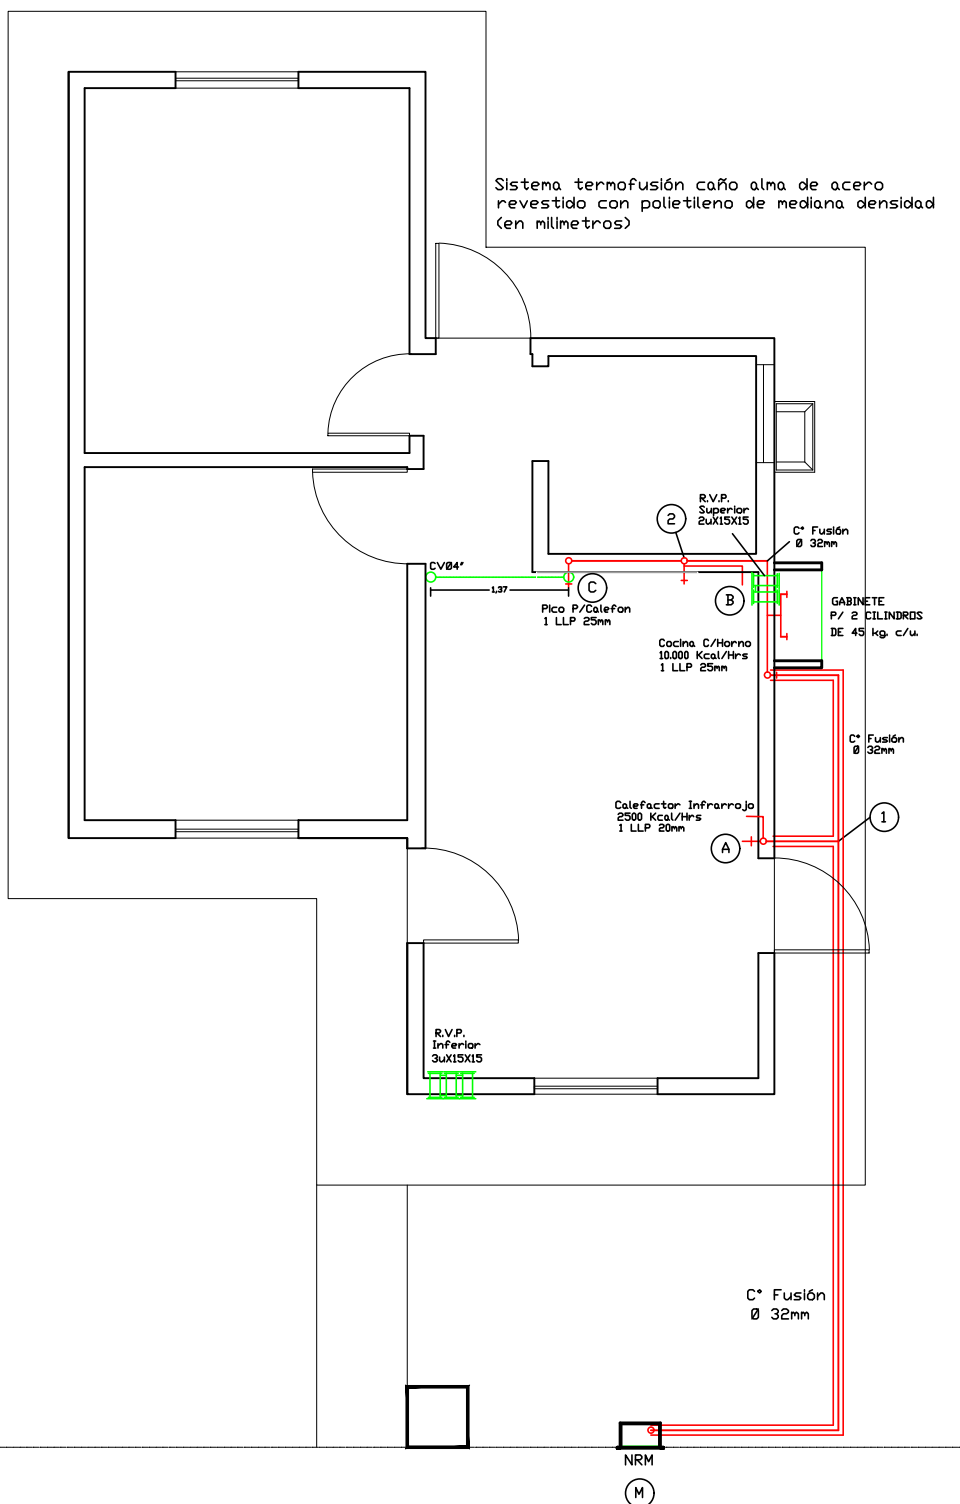 Sistema termofusión caño alma de acero
revestido con polietileno de mediana densidad
(en milimetros)
R.V.P.
Superior
2uX15X15
2
C° Fusión
Ø 32mm
CVØ4"
1,37
C
B
Pico P/Calefon
1 LLP 25mm
GABINETE
P/ 2 CILINDROS
DE 45 kg. c/u.
Cocina C/Horno
10.000 Kcal/Hrs
1 LLP 25mm
C° Fusión
Ø 32mm
Calefactor Infrarrojo
2500 Kcal/Hrs
1 LLP 20mm
1
A
R.V.P.
Inferior
3uX15X15
C° Fusión
Ø 32mm
NRM
M